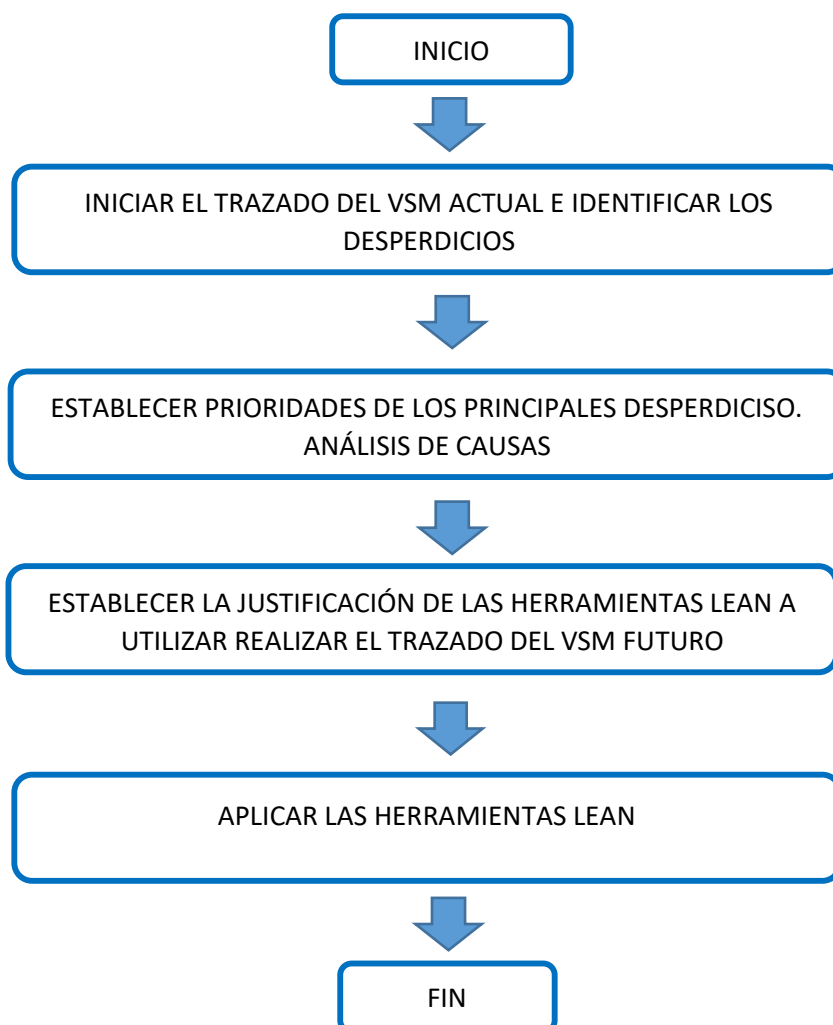 INICIO
INICIAR EL TRAZADO DEL VSM ACTUAL E IDENTIFICAR LOS
DESPERDICIOS
ESTABLECER PRIORIDADES DE LOS PRINCIPALES DESPERDICISO.
ANÁLISIS DE CAUSAS
ESTABLECER LA JUSTIFICACIÓN DE LAS HERRAMIENTAS LEAN A
UTILIZAR REALIZAR EL TRAZADO DEL VSM FUTURO
APLICAR LAS HERRAMIENTAS LEAN
FIN